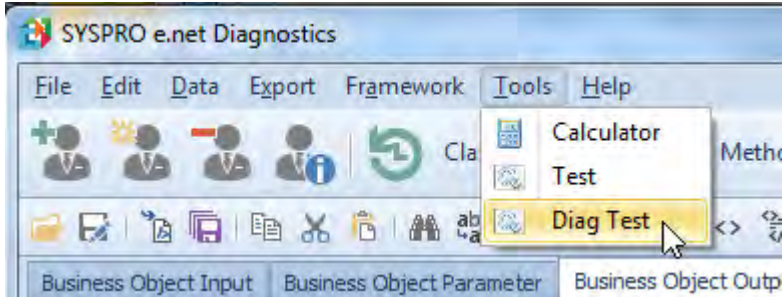 SYSPRO e.net Diagnostics
File Edit Data Export Framework Tools Help
Calculator
Test
Diag Test
Business Object Input Business Object Parameter Business Object